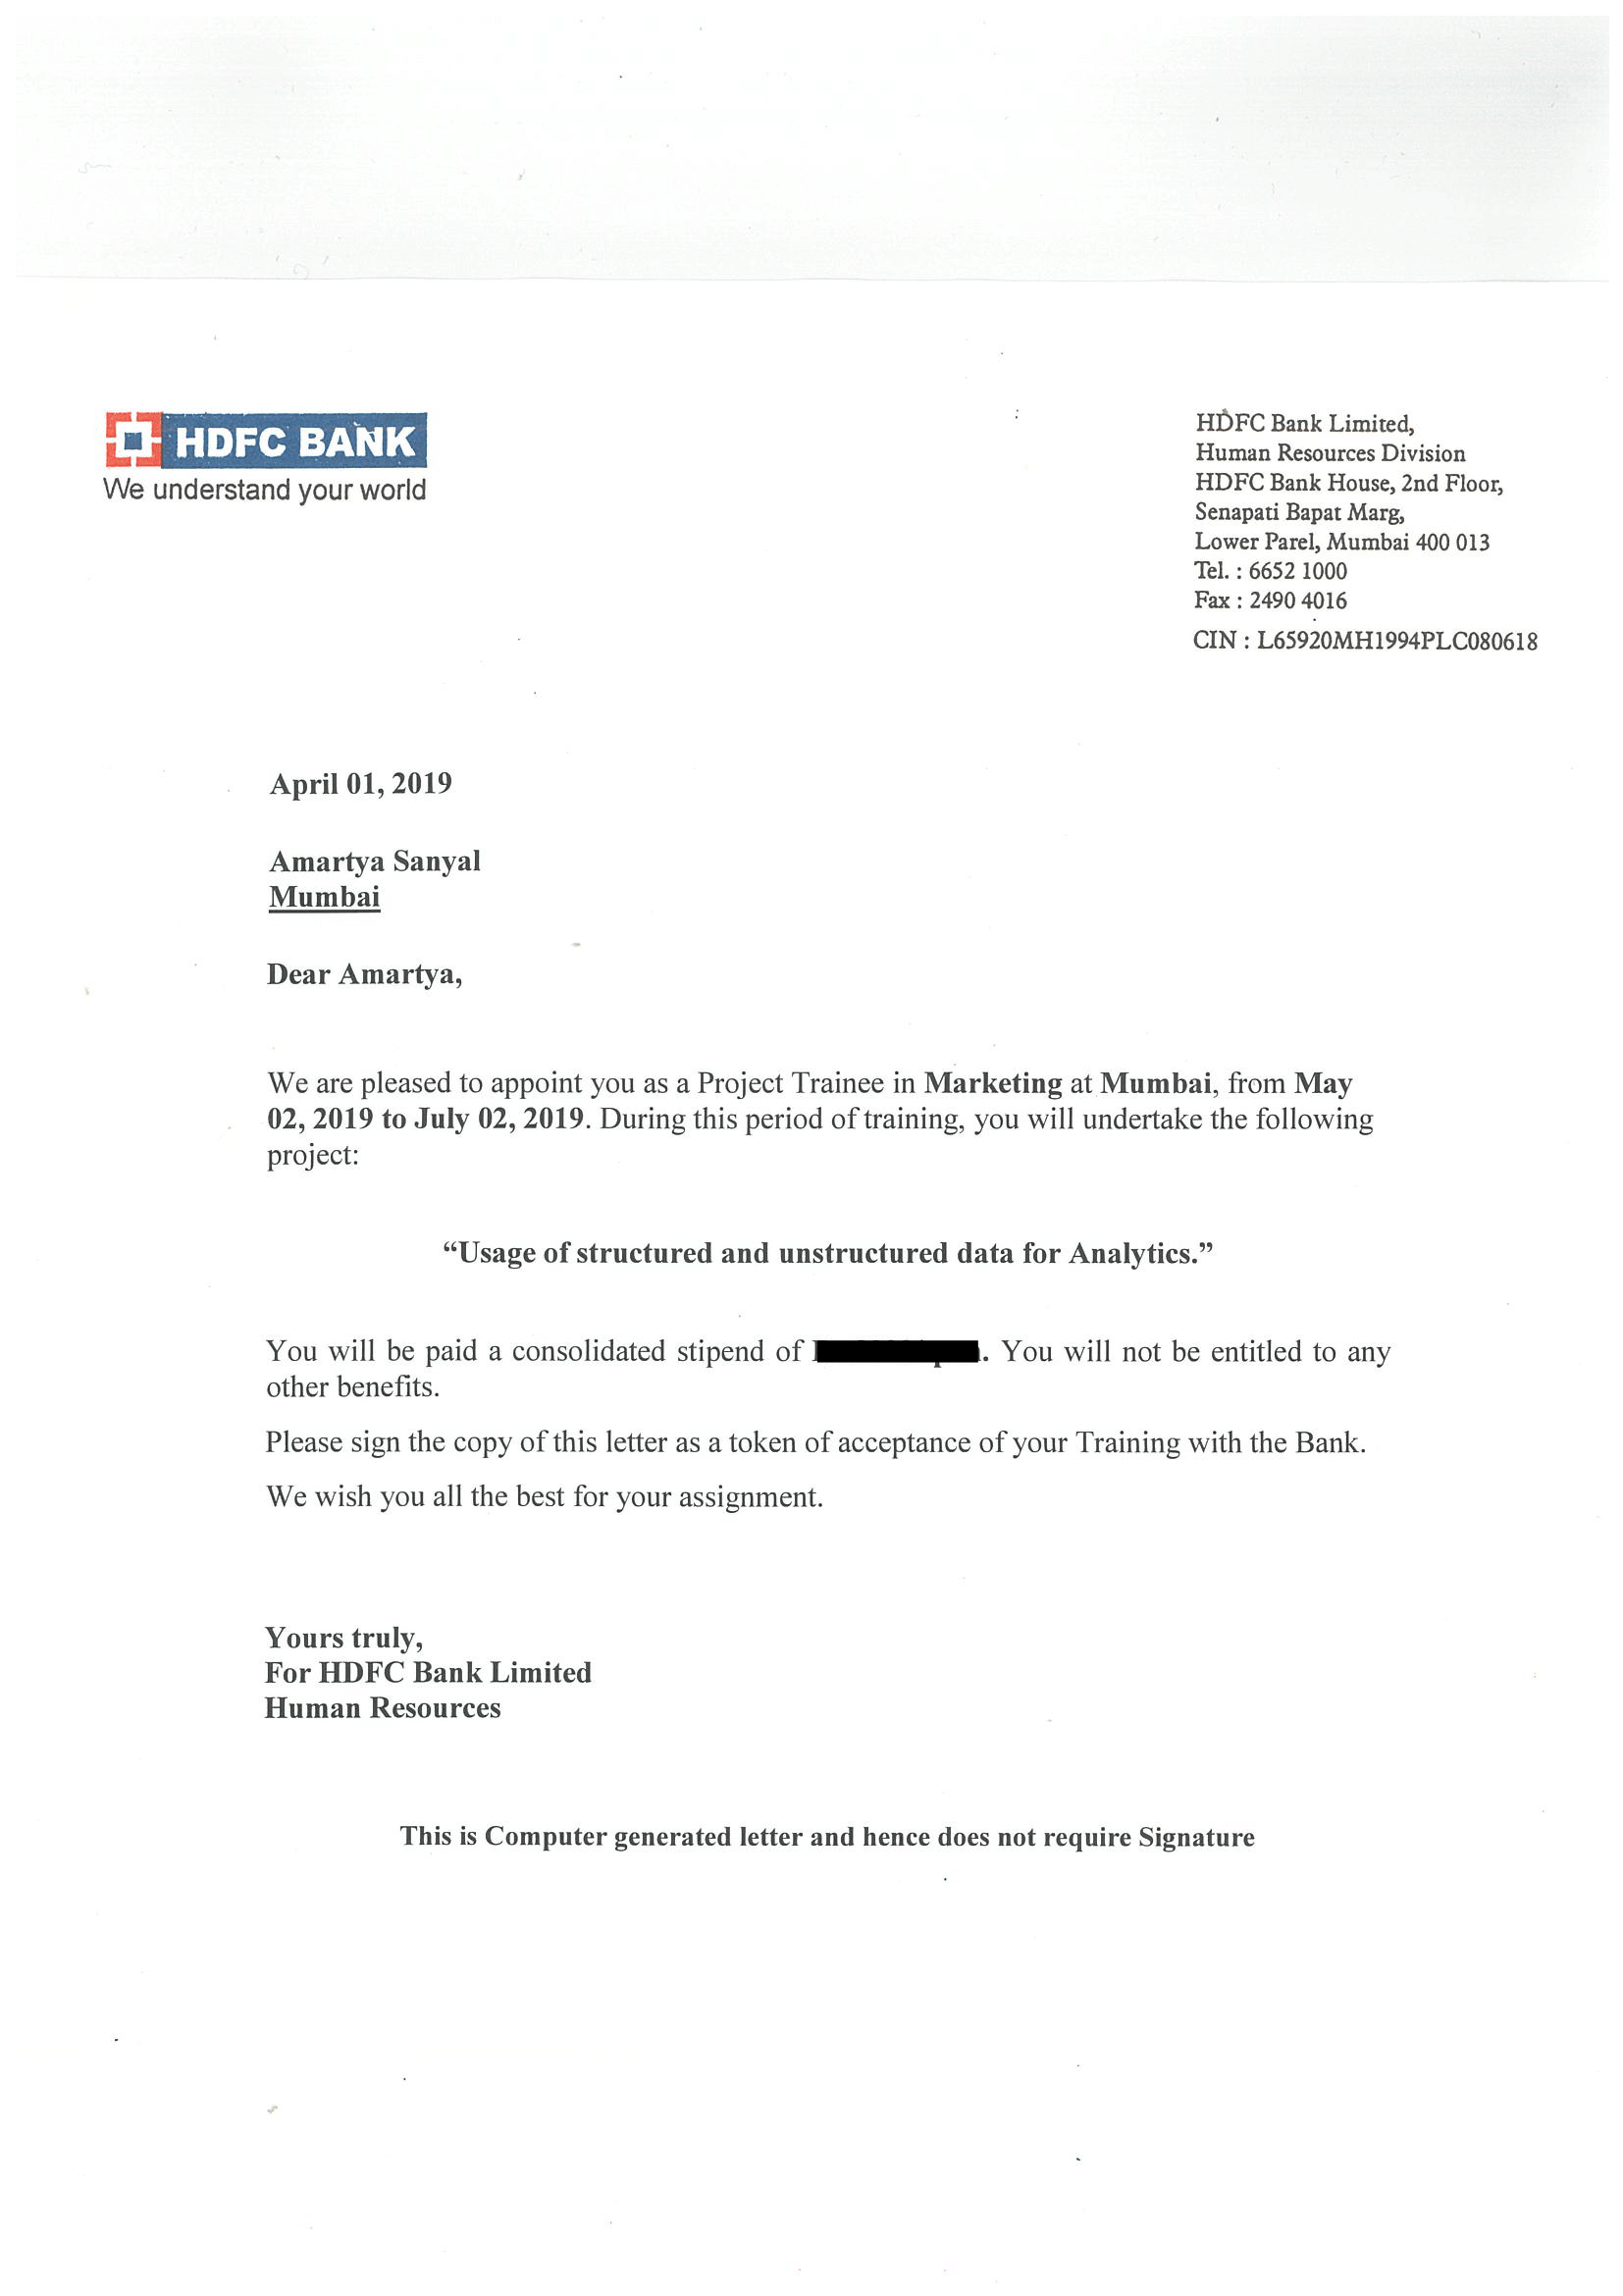 HDFC BANK
We understand your world
HDFC Bank Limited,
Human Resources Division
HDFC Bank House, 2nd Floor,
Senapati Bapat Marg,
Lower Parel, Mumbai 400 013
Tel. : 6652 1000
Fax : 2490 4016
CIN : L65920MH1994PLC080618
April 01, 2019
Amartya Sanyal
Mumbai
Dear Amartya,
We are pleased to appoint you as a Project Trainee in Marketing at Mumbai, from May
02, 2019 to July 02, 2019. During this period of training, you will undertake the following
project:
“Usage of structured and unstructured data for Analytics.”
You will be paid a consolidated stipend of . You will not be entitled to any
other benefits.
Please sign the copy of this letter as a token of acceptance of your Training with the Bank.
We wish you all the best for your assignment.
Yours truly,
For HDFC Bank Limited
Human Resources
This is Computer generated letter and hence does not require Signature